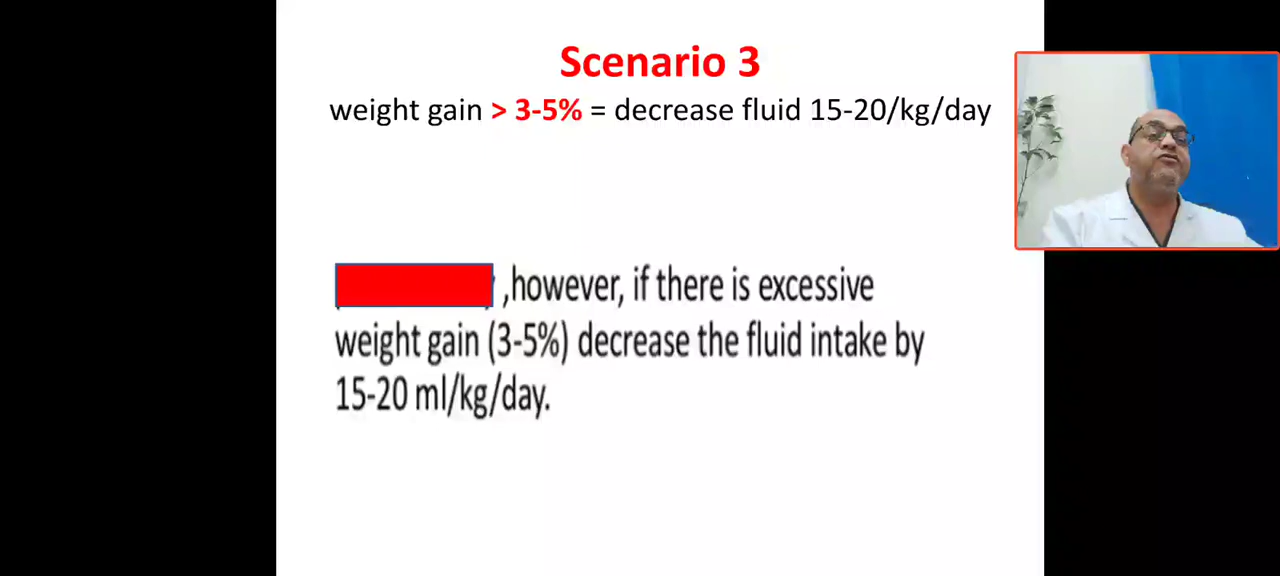 Scenario 3
weight gain > 3-5% = decrease fluid 15-20/kg/day
,however, if there is excessive
weight gain (3-5%) decrease the fluid intake by
15-20 ml/kg/day.